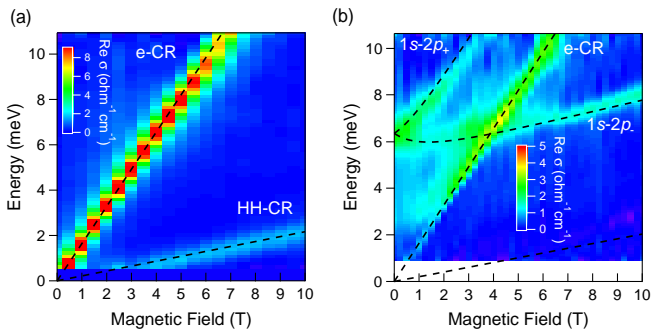 (a)
e-CR
HH-CR
Re σ (ohm⁻¹ cm⁻¹)
8
6
4
2
0
Energy (meV)
10
8
6
4
2
0
0 1 2 3 4 5 6 7 8 9 10
Magnetic Field (T)
(b)
1s-2p₊
e-CR
1s-2p₋
Re σ (ohm⁻¹ cm⁻¹)
5
4
3
2
1
0
Energy (meV)
10
8
6
4
2
0
0 1 2 3 4 5 6 7 8 9 10
Magnetic Field (T)